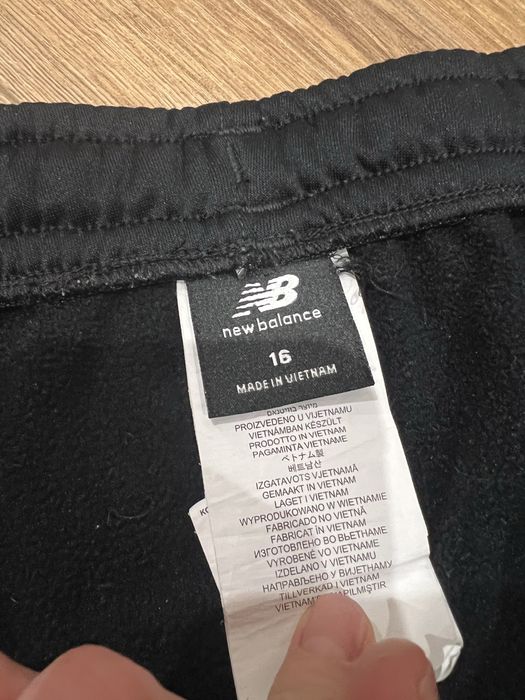 NB
new balance
16
MADE IN VIETNAM
PROIZVEDENO U VIJETNAMU
VIETNÁMBAN KÉSZÜLT
PRODOTTO IN VIETNAM
PAGAMINTA VIETNAME
ベトナム製
베트남산
IZGATAVOTS VJETNAMĀ
GEMAAKT IN VIETNAM
LAGET I VIETNAM
WYPRODUKOWANO W WIETNAMIE
FABRICADO NO VIETNÃ
FABRICAT ÎN VIETNAM
ИЗГОТОВЛЕНО ВО ВЬЕТНАМЕ
VYROBENÉ VO VIETNAME
IZDELANO V VIETNAMU
НАПРАВЉЕНО У ВИЈЕТНАМУ
TILLVERKAD I VIETNAM